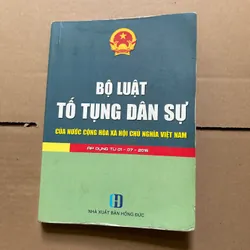 BỘ LUẬT
TỐ TỤNG DÂN SỰ
CỦA NƯỚC CỘNG HÒA XÃ HỘI CHỦ NGHĨA VIỆT NAM
ÁP DỤNG TỪ 01 - 07 - 2016
NHÀ XUẤT BẢN HỒNG ĐỨC